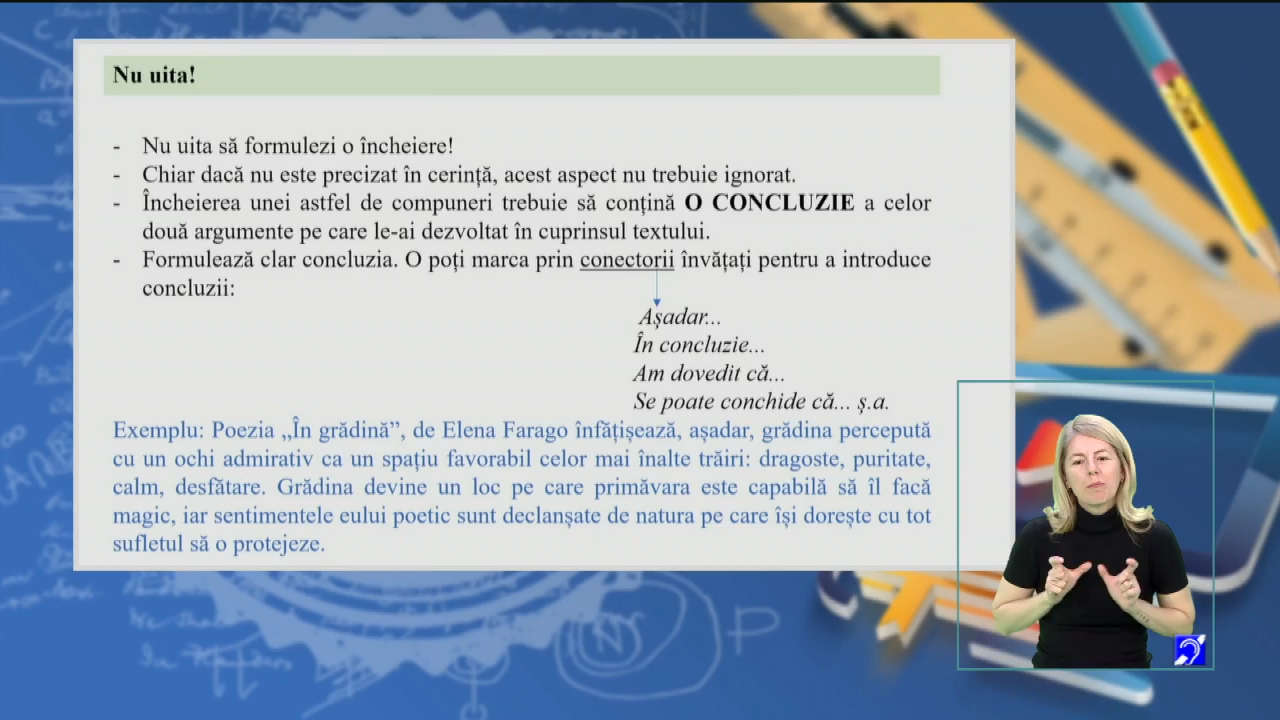 Nu uita!
- Nu uita să formulezi o încheiere!
- Chiar dacă nu este precizat în cerință, acest aspect nu trebuie ignorat.
- Încheierea unei astfel de compuneri trebuie să conțină O CONCLUZIE a celor
două argumente pe care le-ai dezvoltat în cuprinsul textului.
- Formulează clar concluzia. O poți marca prin conectorii învățați pentru a introduce
concluzii:
Așadar...
În concluzie...
Am dovedit că...
Se poate conchide că... ș.a.
Exemplu: Poezia „În grădină”, de Elena Farago înfățișează, așadar, grădina percepută
cu un ochi admirativ ca un spațiu favorabil celor mai înalte trăiri: dragoste, puritate,
calm, desfătare. Grădina devine un loc pe care primăvara este capabilă să îl facă
magic, iar sentimentele eului poetic sunt declanșate de natura pe care își dorește cu tot
sufletul să o protejeze.
N
P